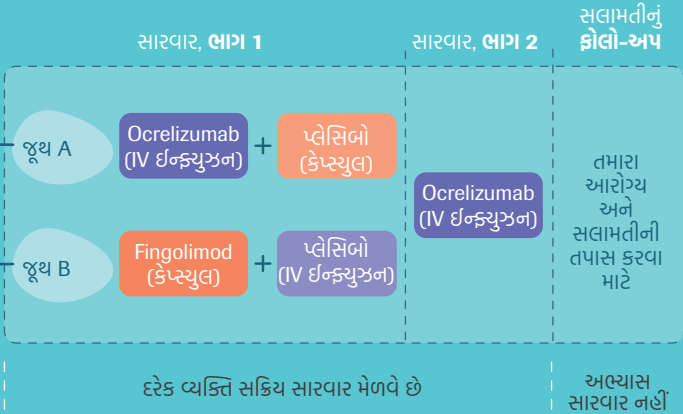 સારવાર, ભાગ 1
સારવાર, ભાગ 2
સલામતીનું
ફોલો-અપ
જૂથ A
Ocrelizumab
(IV ઈન્ફ્યુઝન)
+
પ્લેસિબો
(કેપ્સ્યુલ)
જૂથ B
Fingolimod
(કેપ્સ્યુલ)
+
પ્લેસિબો
(IV ઈન્ફ્યુઝન)
Ocrelizumab
(IV ઈન્ફ્યુઝન)
તમારા
આરોગ્ય
અને
સલામતીની
તપાસ કરવા
માટે
દરેક વ્યક્તિ સક્રિય સારવાર મેળવે છે
અભ્યાસ
સારવાર નહીં